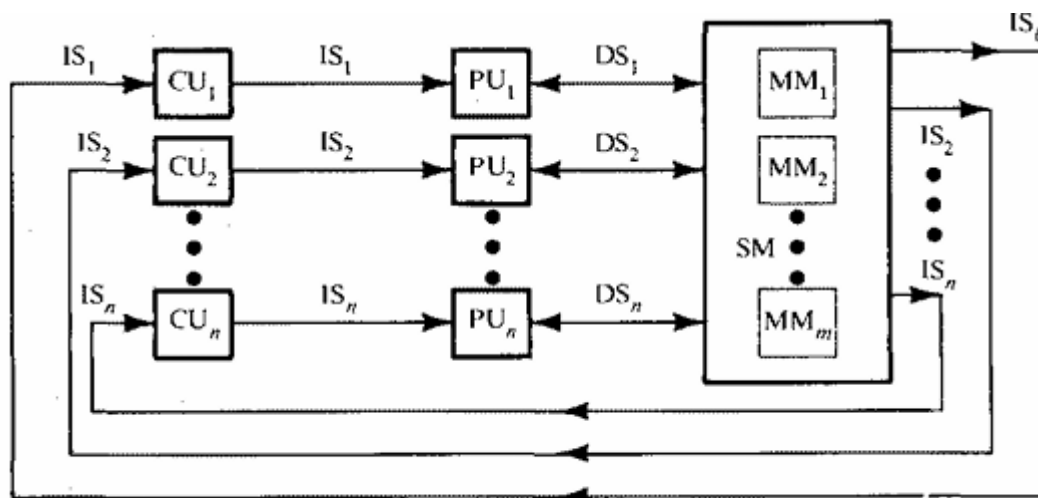 IS₁ CU₁ IS₁ PU₁ DS₁ MM₁
IS₂ CU₂ IS₂ PU₂ DS₂ MM₂ IS₂
SM
ISₙ CUₙ ISₙ PUₙ DSₙ MMₘ ISₙ